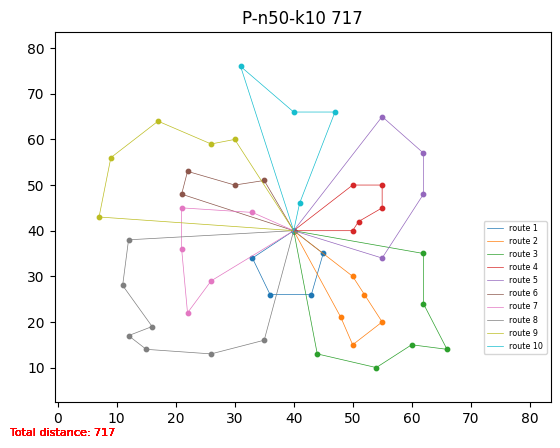 P-n50-k10 717
80
70
60
50
40
30
20
10
0 10 20 30 40 50 60 70 80
route 1
route 2
route 3
route 4
route 5
route 6
route 7
route 8
route 9
route 10
Total distance: 717